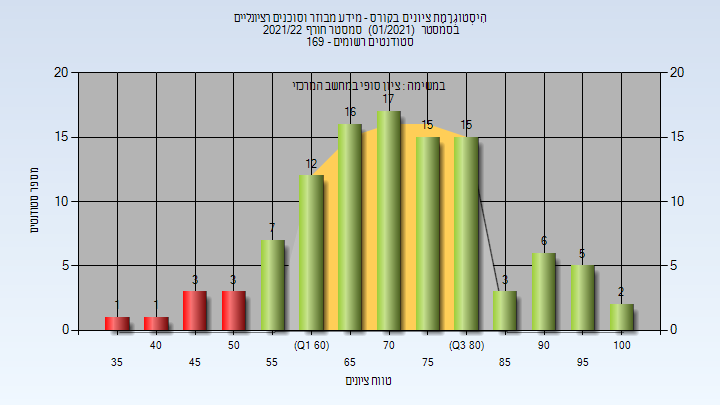 היסטוגרמת ציונים בקורס - מידע מבוזר וסוכנים רציונליים
בסמסטר (01/2021) סמסטר חורף 2021/22
סטודנטים רשומים - 169
במשימה : ציון סופי במחשב המרכזי
מספר סטודנטים
20 20
15 15
10 10
5 5
0 0
1 1 3 3 7 12 16 17 15 15 3 6 5 2
40 50 (Q1 60) 70 (Q3 80) 90 100
35 45 55 65 75 85 95
טווח ציונים